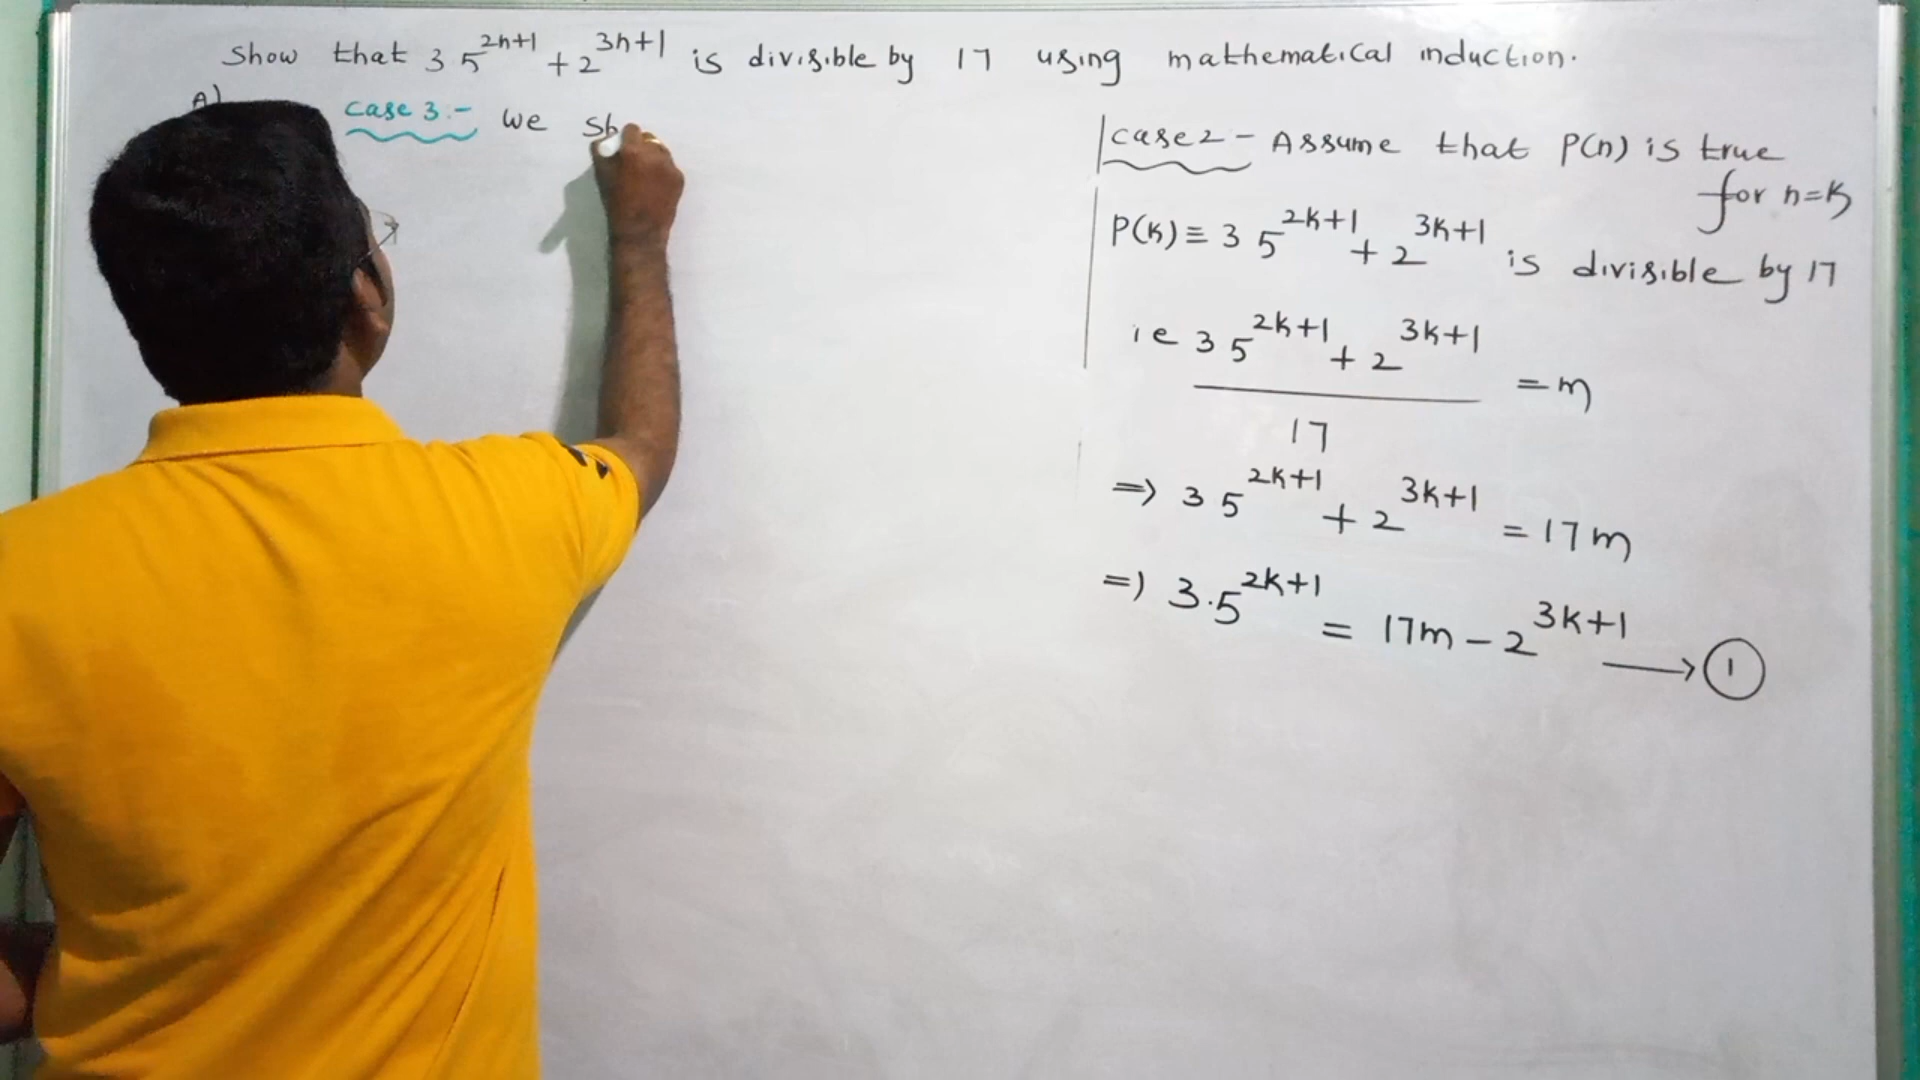 Show that 3 5^{2n+1} + 2^{3n+1} is divisible by 17 using mathematical induction.
A)
Case 3:- We sh
Case 2 - Assume that P(n) is true
for n=k
P(k) ≡ 3 5^{2k+1} + 2^{3k+1} is divisible by 17
ie 3 5^{2k+1} + 2^{3k+1} = m
17
=> 3 5^{2k+1} + 2^{3k+1} = 17m
=> 3.5^{2k+1} = 17m - 2^{3k+1} → 1